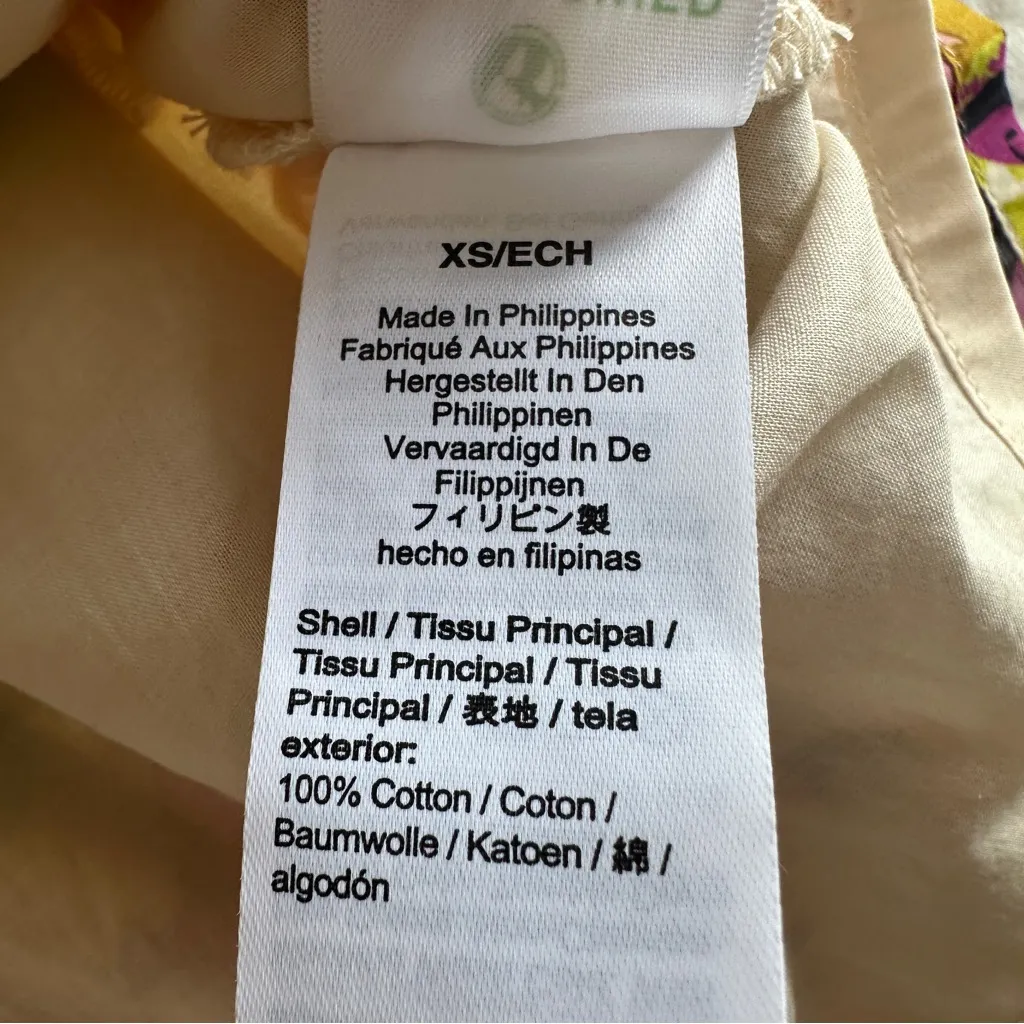 XS/ECH
Made In Philippines
Fabriqué Aux Philippines
Hergestellt In Den
Philippinen
Vervaardigd In De
Filippijnen
フィリピン製
hecho en filipinas
Shell / Tissu Principal /
Tissu Principal / Tissu
Principal / 表地 / tela
exterior:
100% Cotton / Coton /
Baumwolle / Katoen / 綿 /
algodón